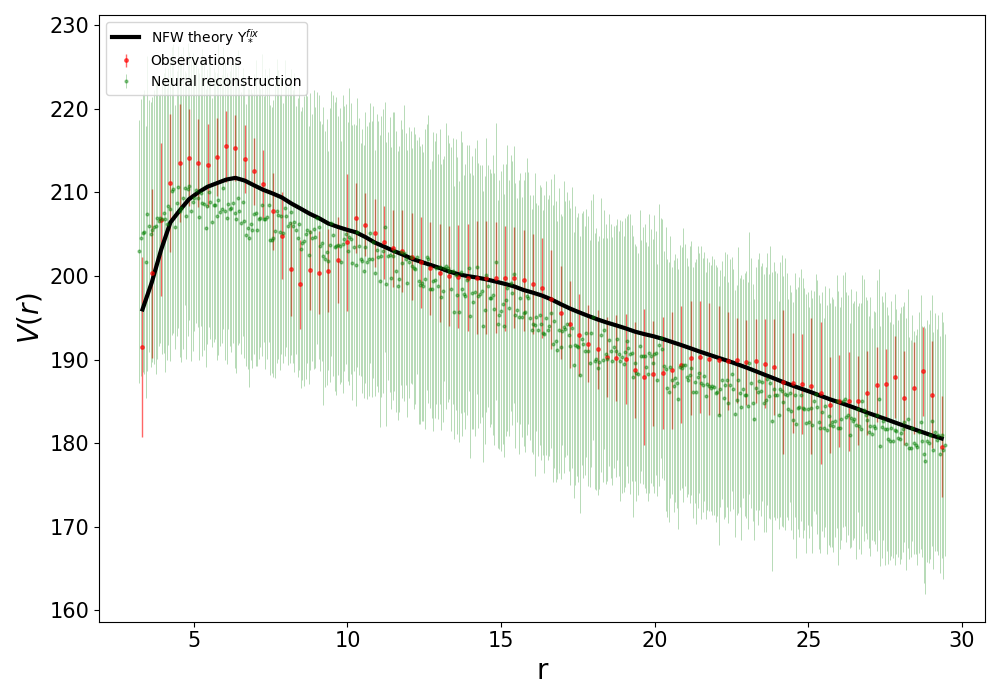 NFW theory ϒ*^fix
Observations
Neural reconstruction
230
220
210
200
190
180
170
160
V(r)
5 10 15 20 25 30
r